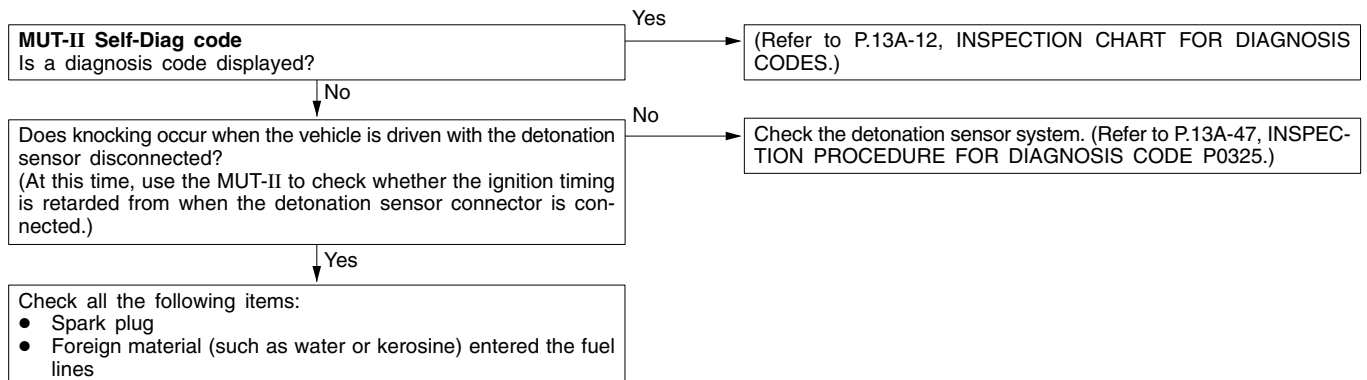 MUT-II Self-Diag code
Is a diagnosis code displayed?
Yes
(Refer to P.13A-12, INSPECTION CHART FOR DIAGNOSIS
CODES.)
No
Does knocking occur when the vehicle is driven with the detonation
sensor disconnected?
(At this time, use the MUT-II to check whether the ignition timing
is retarded from when the detonation sensor connector is con-
nected.)
No
Check the detonation sensor system. (Refer to P.13A-47, INSPEC-
TION PROCEDURE FOR DIAGNOSIS CODE P0325.)
Yes
Check all the following items:
● Spark plug
● Foreign material (such as water or kerosine) entered the fuel
lines